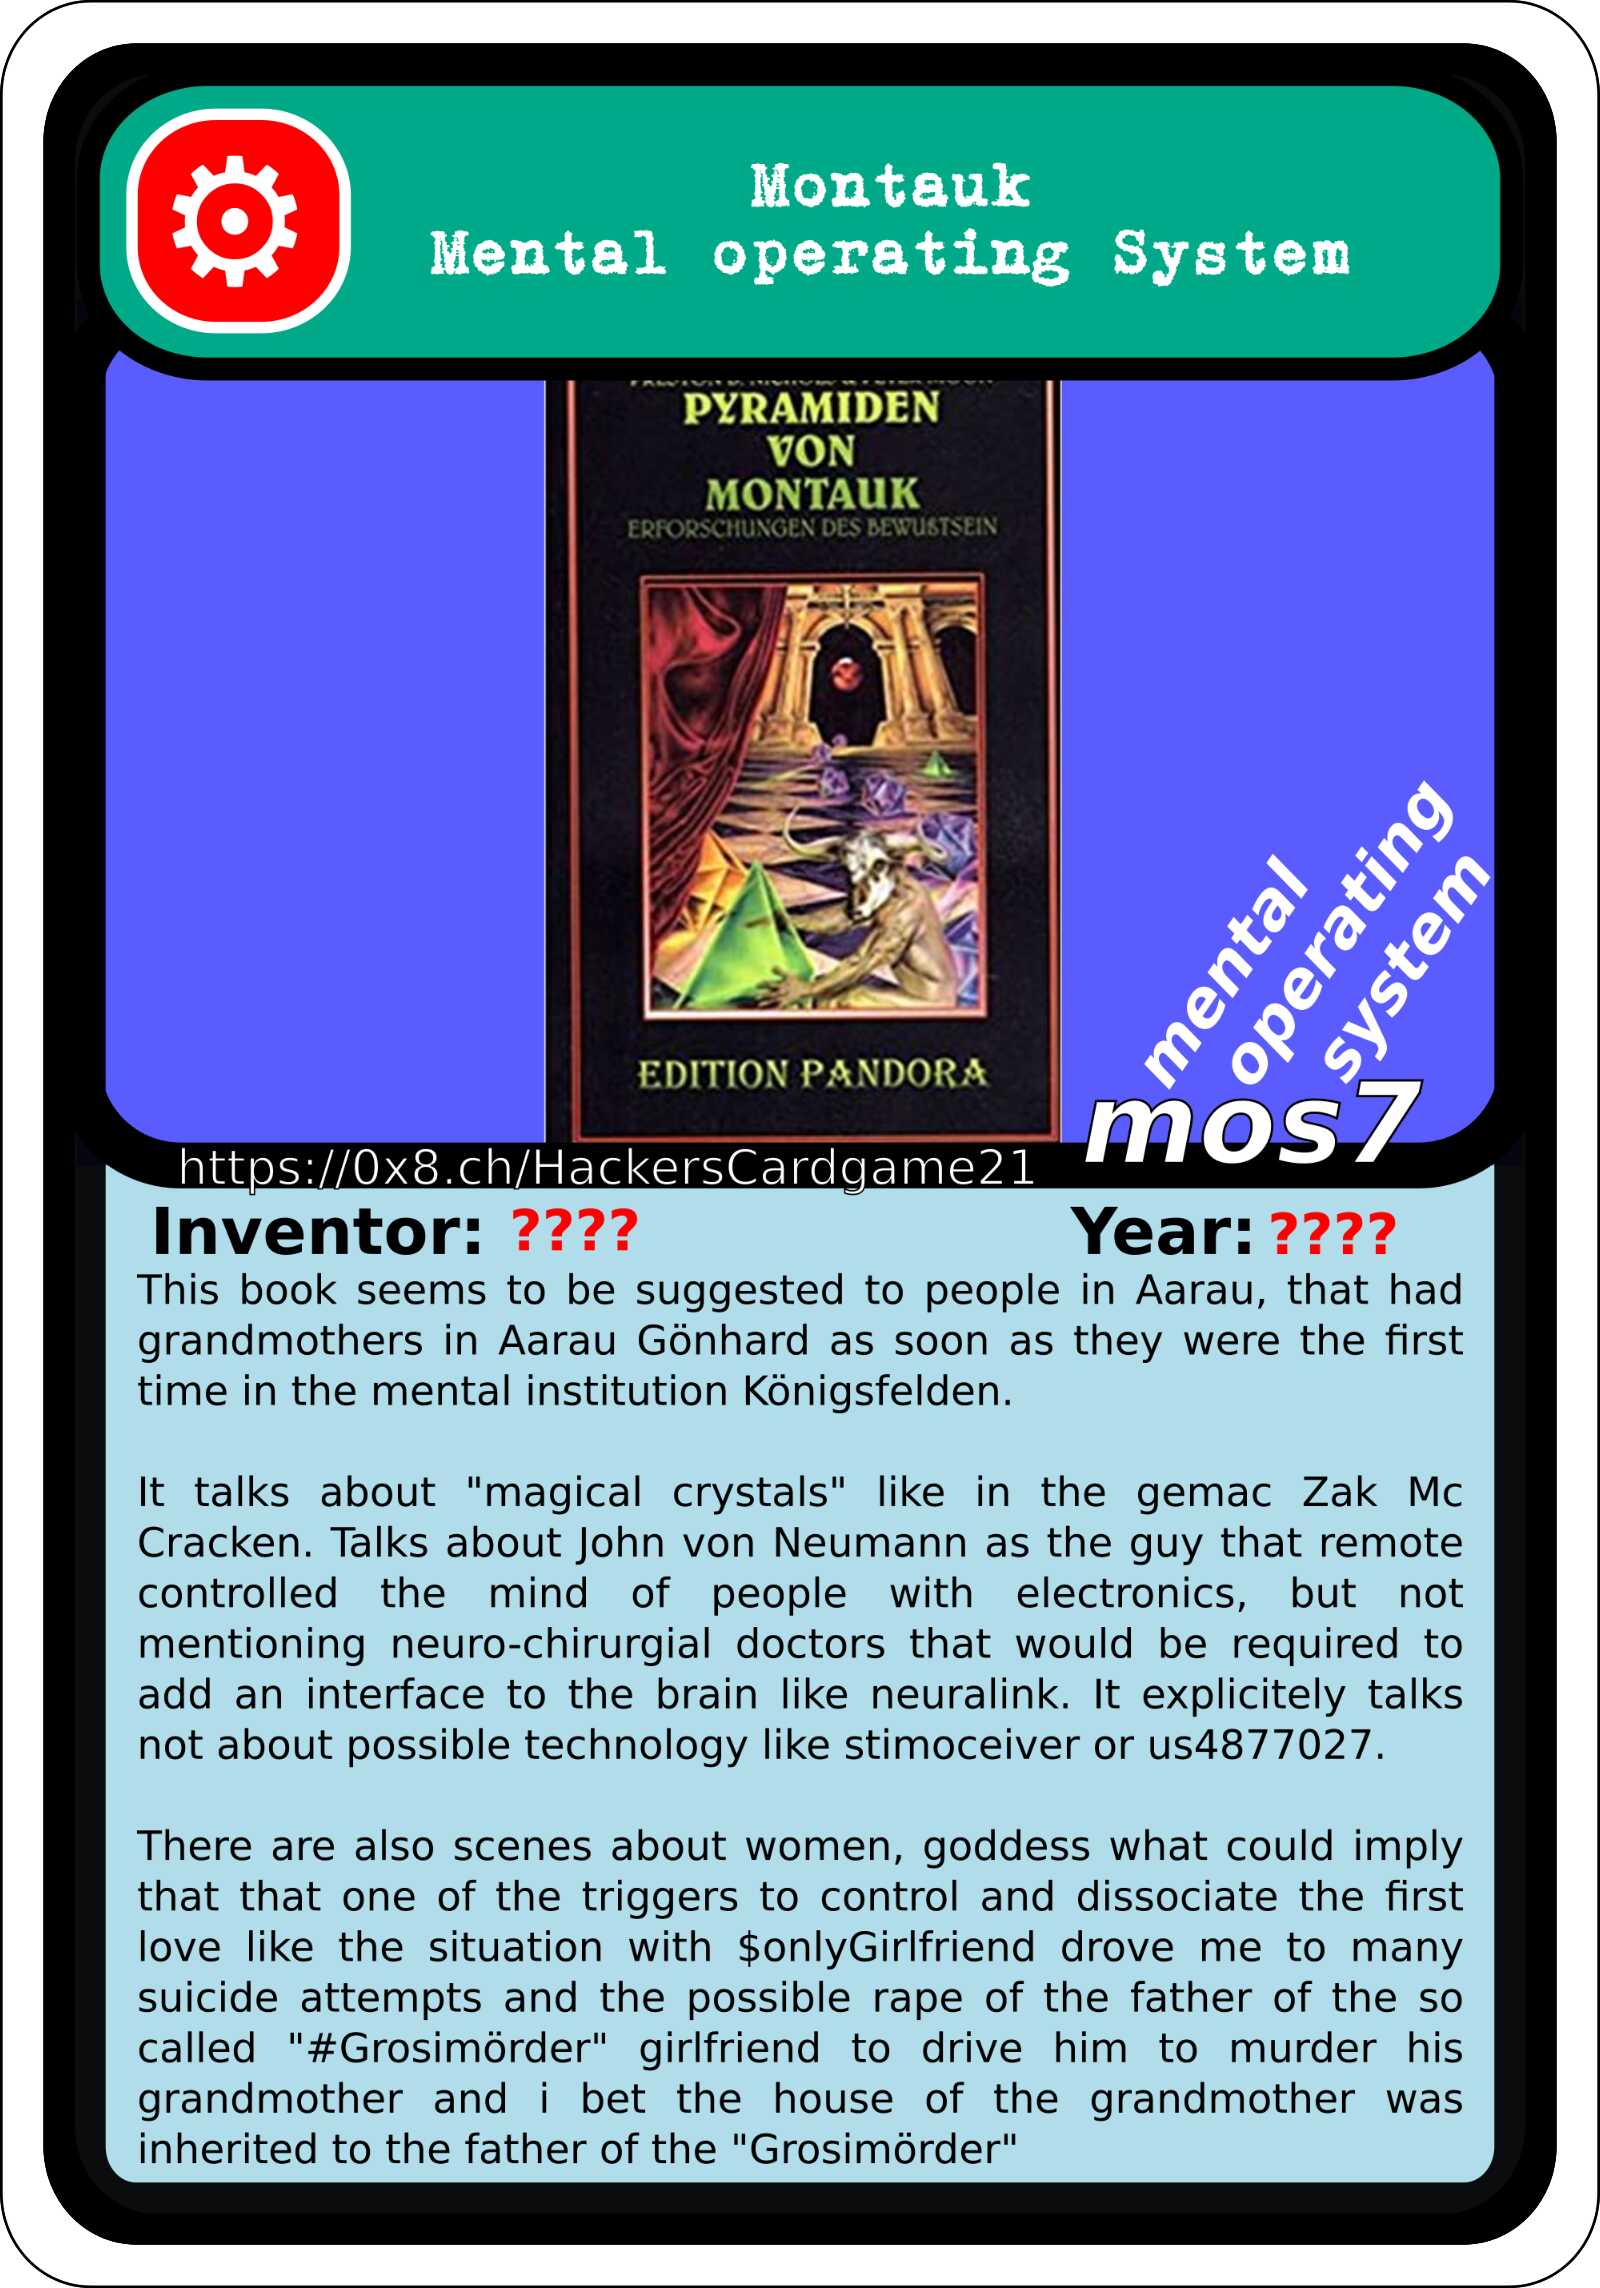 Montauk
Mental operating System
PYRAMIDEN
VON
MONTAUK
ERFORSCHUNGEN DES BEWUßTSEIN
EDITION PANDORA
mental
operating
system
mos7
https://0x8.ch/HackersCardgame21
Inventor: ???? Year: ????
This book seems to be suggested to people in Aarau, that had
grandmothers in Aarau Gönhard as soon as they were the first
time in the mental institution Königsfelden.
It talks about "magical crystals" like in the gemac Zak Mc
Cracken. Talks about John von Neumann as the guy that remote
controlled the mind of people with electronics, but not
mentioning neuro-chirurgial doctors that would be required to
add an interface to the brain like neuralink. It explicitely talks
not about possible technology like stimoceiver or us4877027.
There are also scenes about women, goddess what could imply
that that one of the triggers to control and dissociate the first
love like the situation with $onlyGirlfriend drove me to many
suicide attempts and the possible rape of the father of the so
called "#Grosimörder" girlfriend to drive him to murder his
grandmother and i bet the house of the grandmother was
inherited to the father of the "Grosimörder"